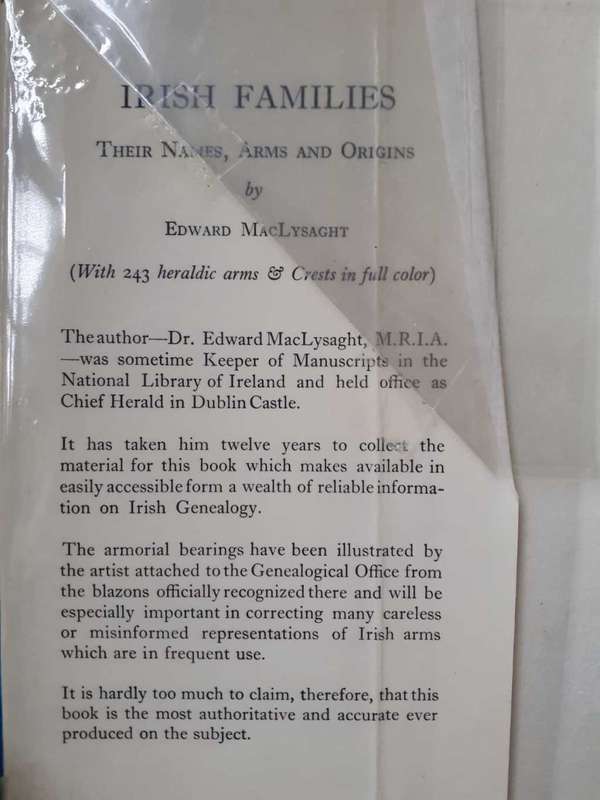 IRISH FAMILIES
THEIR NAMES, ARMS AND ORIGINS
by
EDWARD MACLYSAGHT
(With 243 heraldic arms & Crests in full color)
The author—Dr. Edward MacLysaght, M.R.I.A.
—was sometime Keeper of Manuscripts in the
National Library of Ireland and held office as
Chief Herald in Dublin Castle.
It has taken him twelve years to collect the
material for this book which makes available in
easily accessible form a wealth of reliable informa-
tion on Irish Genealogy.
The armorial bearings have been illustrated by
the artist attached to the Genealogical Office from
the blazons officially recognized there and will be
especially important in correcting many careless
or misinformed representations of Irish arms
which are in frequent use.
It is hardly too much to claim, therefore, that this
book is the most authoritative and accurate ever
produced on the subject.